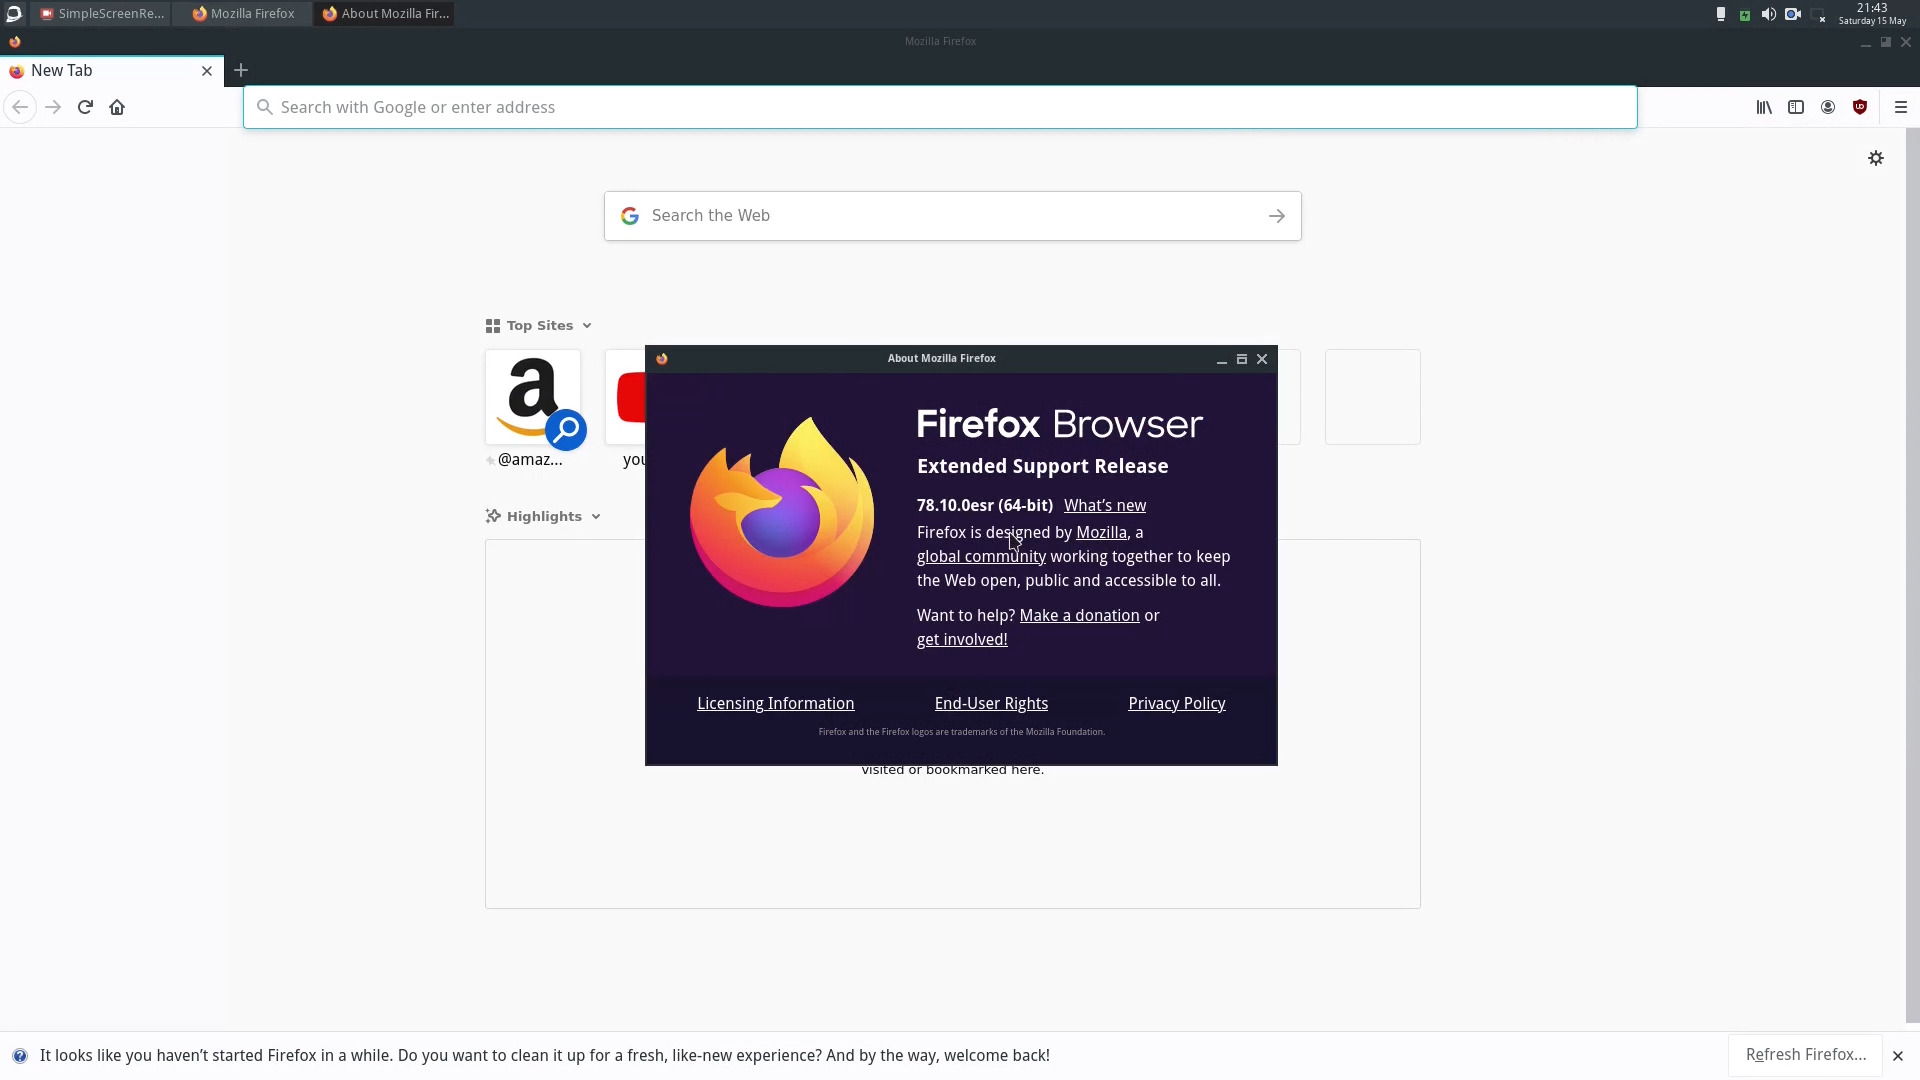 SimpleScreenRe...
Mozilla Firefox
About Mozilla Fir...
21:43
Saturday 15 May
Mozilla Firefox
New Tab
Search with Google or enter address
Search the Web
Top Sites
@amaz...
you
Highlights
About Mozilla Firefox
Firefox Browser
Extended Support Release
78.10.0esr (64-bit) What's new
Firefox is designed by Mozilla, a
global community working together to keep
the Web open, public and accessible to all.
Want to help? Make a donation or
get involved!
Licensing Information
End-User Rights
Privacy Policy
Firefox and the Firefox logos are trademarks of the Mozilla Foundation.
visited or bookmarked here.
It looks like you haven’t started Firefox in a while. Do you want to clean it up for a fresh, like-new experience? And by the way, welcome back!
Refresh Firefox...